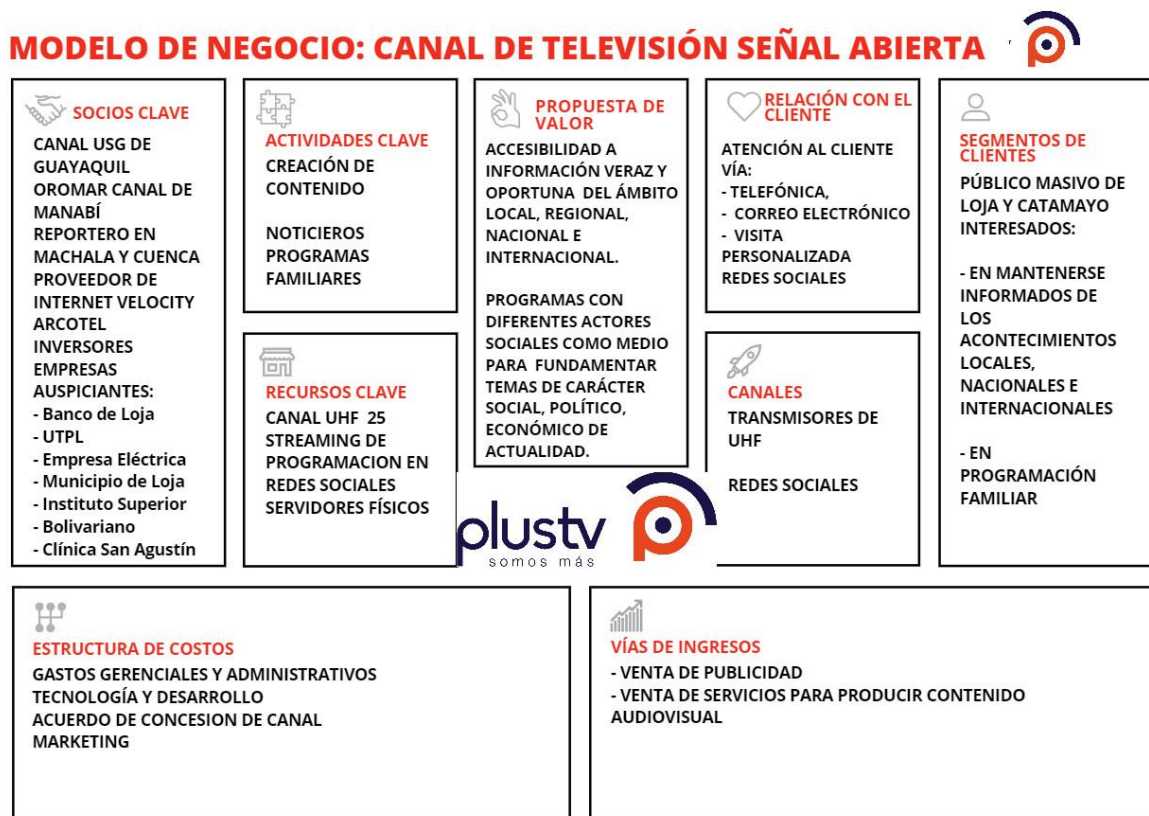 MODELO DE NEGOCIO: CANAL DE TELEVISIÓN SEÑAL ABIERTA
SOCIOS CLAVE
CANAL USG DE
GUAYAQUIL
OROMAR CANAL DE
MANABÍ
REPORTERO EN
MACHALA Y CUENCA
PROVEEDOR DE
INTERNET VELOCITY
ARCOTEL
INVERSORES
EMPRESAS
AUSPICIANTES:
- Banco de Loja
- UTPL
- Empresa Eléctrica
- Municipio de Loja
- Instituto Superior
- Bolivariano
- Clínica San Agustín
ACTIVIDADES CLAVE
CREACIÓN DE
CONTENIDO
NOTICIEROS
PROGRAMAS
FAMILIARES
RECURSOS CLAVE
CANAL UHF 25
STREAMING DE
PROGRAMACION EN
REDES SOCIALES
SERVIDORES FÍSICOS
PROPUESTA DE
VALOR
ACCESIBILIDAD A
INFORMACIÓN VERAZ Y
OPORTUNA DEL ÁMBITO
LOCAL, REGIONAL,
NACIONAL E
INTERNACIONAL.
PROGRAMAS CON
DIFERENTES ACTORES
SOCIALES COMO MEDIO
PARA FUNDAMENTAR
TEMAS DE CARÁCTER
SOCIAL, POLÍTICO,
ECONÓMICO DE
ACTUALIDAD.
plustv
somos más
RELACIÓN CON EL
CLIENTE
ATENCIÓN AL CLIENTE
VÍA:
- TELEFÓNICA,
- CORREO ELECTRÓNICO
- VISITA
PERSONALIZADA
REDES SOCIALES
CANALES
TRANSMISORES DE
UHF
REDES SOCIALES
SEGMENTOS DE
CLIENTES
PÚBLICO MASIVO DE
LOJA Y CATAMAYO
INTERESADOS:
- EN MANTENERSE
INFORMADOS DE
LOS
ACONTECIMIENTOS
LOCALES,
NACIONALES E
INTERNACIONALES
- EN
PROGRAMACIÓN
FAMILIAR
ESTRUCTURA DE COSTOS
GASTOS GERENCIALES Y ADMINISTRATIVOS
TECNOLOGÍA Y DESARROLLO
ACUERDO DE CONCESION DE CANAL
MARKETING
VÍAS DE INGRESOS
- VENTA DE PUBLICIDAD
- VENTA DE SERVICIOS PARA PRODUCIR CONTENIDO
AUDIOVISUAL